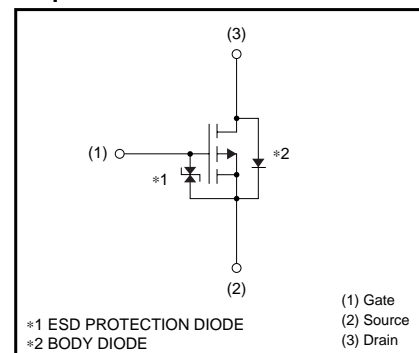 (3)
(1)
∗2
∗1
(2)
∗1 ESD PROTECTION DIODE
∗2 BODY DIODE
(1) Gate
(2) Source
(3) Drain